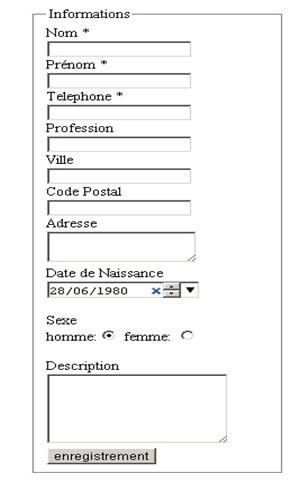 Informations
Nom *
Prénom *
Telephone *
Profession
Ville
Code Postal
Adresse
Date de Naissance
28/06/1980
Sexe
homme: femme:
Description
enregistrement